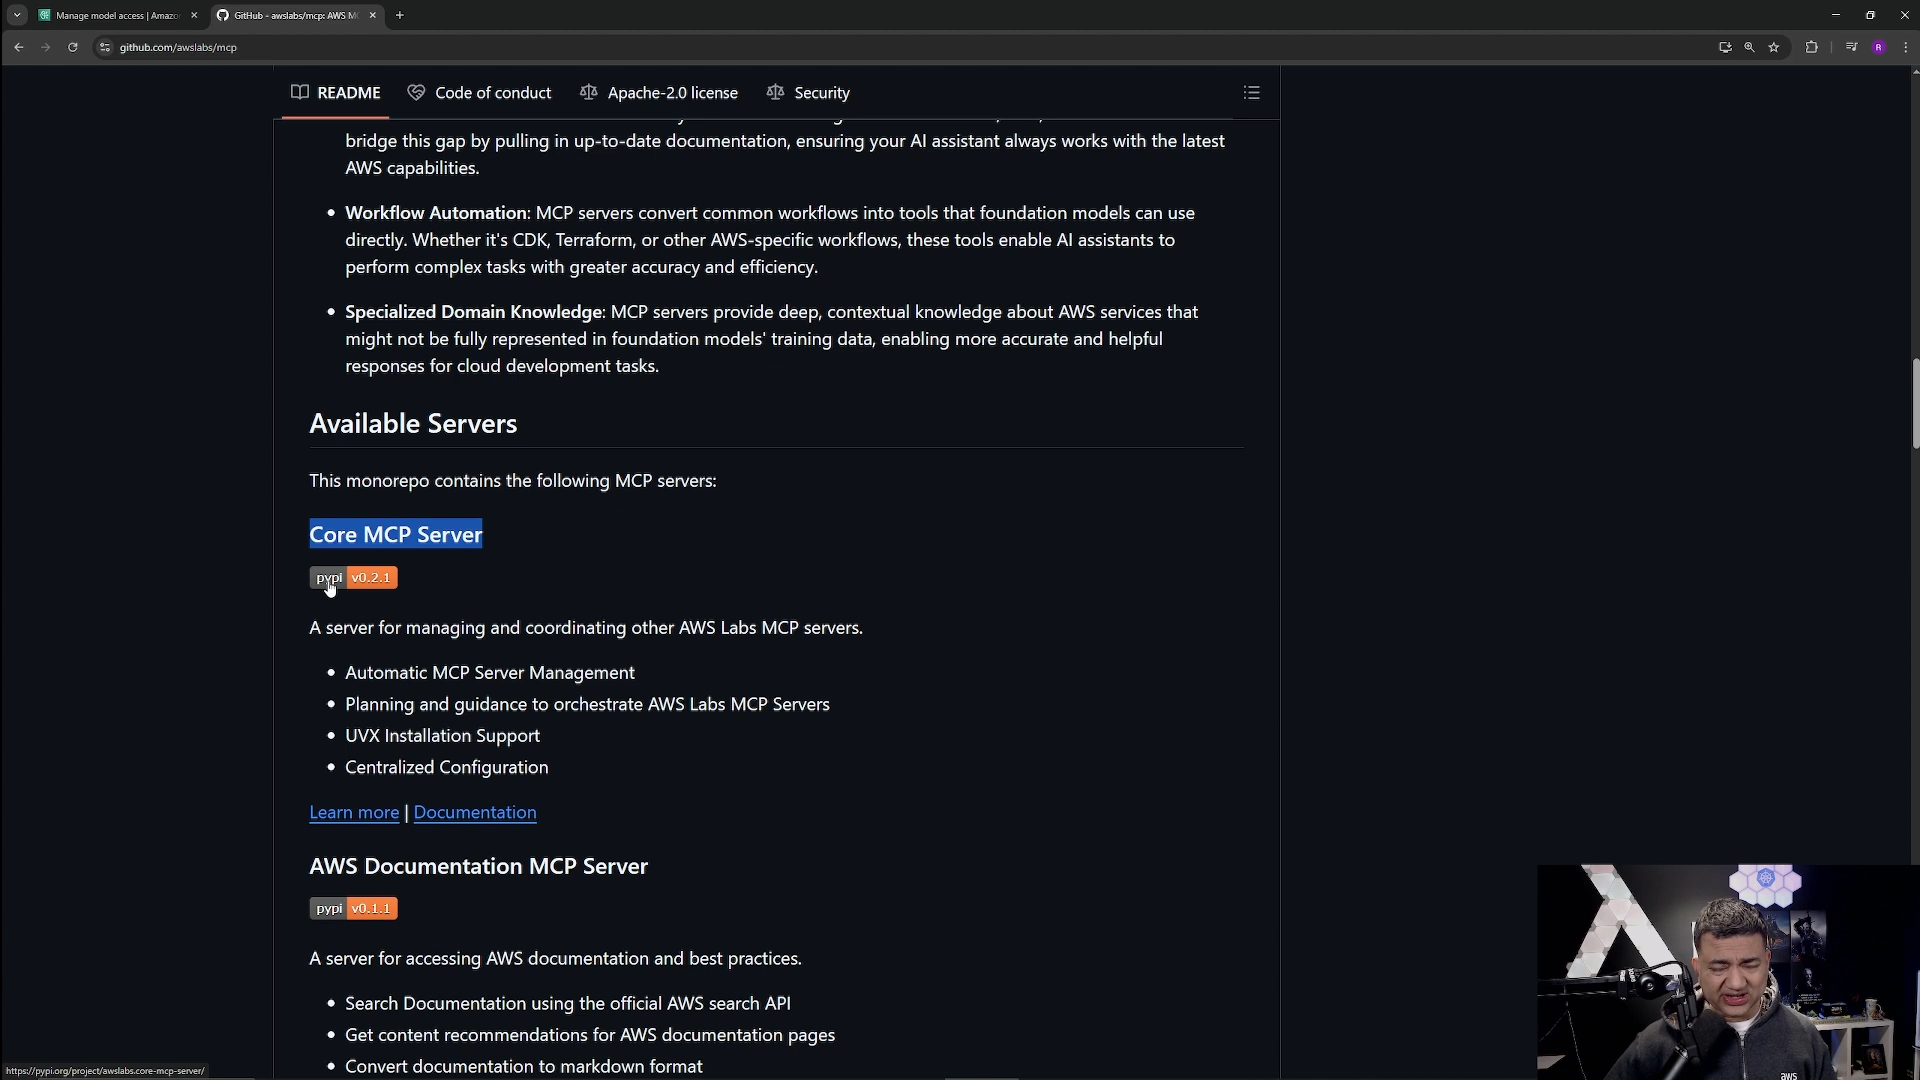 Manage model access | Amazo
GitHub - awslabs/mcp: AWS MC
github.com/awslabs/mcp
R
README
Code of conduct
Apache-2.0 license
Security
bridge this gap by pulling in up-to-date documentation, ensuring your AI assistant always works with the latest
AWS capabilities.
• Workflow Automation: MCP servers convert common workflows into tools that foundation models can use
directly. Whether it's CDK, Terraform, or other AWS-specific workflows, these tools enable AI assistants to
perform complex tasks with greater accuracy and efficiency.
• Specialized Domain Knowledge: MCP servers provide deep, contextual knowledge about AWS services that
might not be fully represented in foundation models' training data, enabling more accurate and helpful
responses for cloud development tasks.
Available Servers
This monorepo contains the following MCP servers:
Core MCP Server
pypi v0.2.1
A server for managing and coordinating other AWS Labs MCP servers.
• Automatic MCP Server Management
• Planning and guidance to orchestrate AWS Labs MCP Servers
• UVX Installation Support
• Centralized Configuration
Learn more | Documentation
AWS Documentation MCP Server
pypi v0.1.1
A server for accessing AWS documentation and best practices.
• Search Documentation using the official AWS search API
• Get content recommendations for AWS documentation pages
• Convert documentation to markdown format
https://pypi.org/project/awslabs.core-mcp-server/
aws